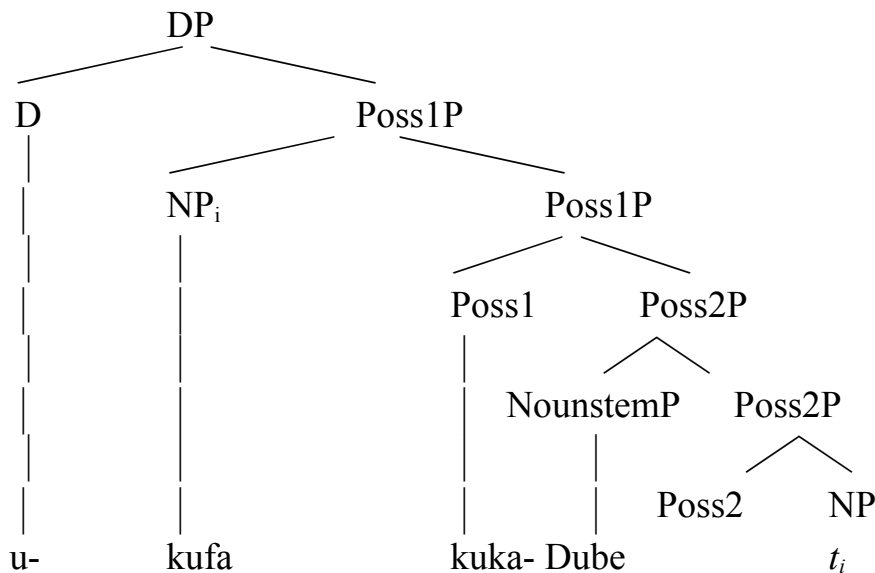 DP
D Poss1P
NPi Poss1P
Poss1 Poss2P
NounstemP Poss2P
Poss2 NP
u- kufa kuka- Dube ti